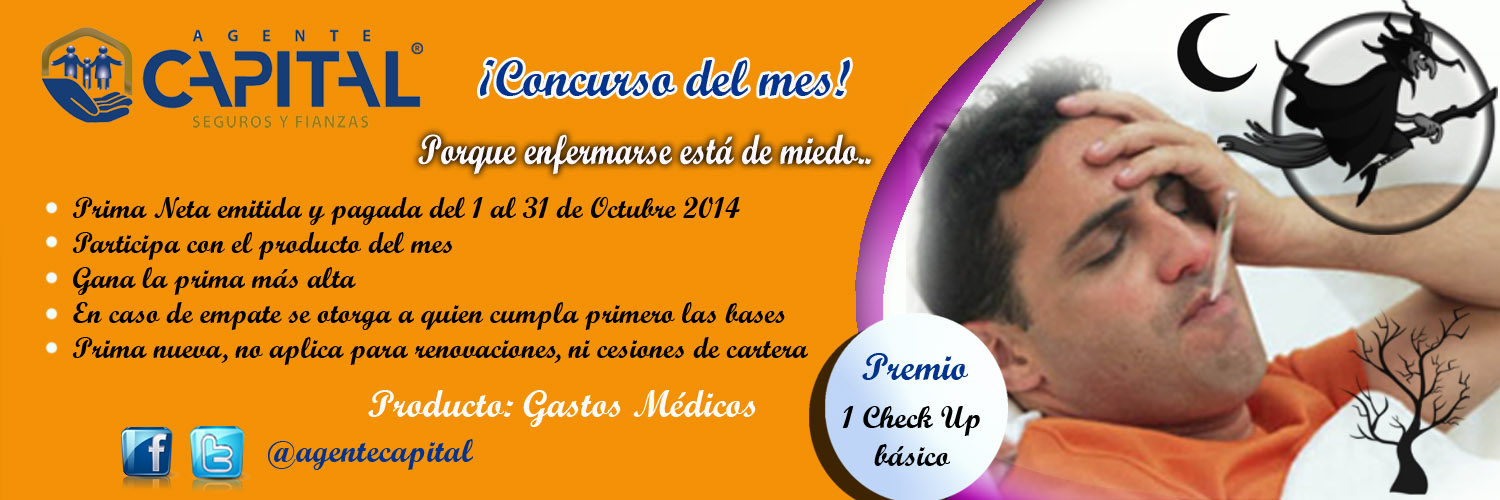 AGENTE
CAPITAL®
SEGUROS Y FIANZAS
¡Concurso del mes!
Porque enfermarse está de miedo..
Prima Neta emitida y pagada del 1 al 31 de Octubre 2014
Participa con el producto del mes
Gana la prima más alta
En caso de empate se otorga a quien cumpla primero las bases
Prima nueva, no aplica para renovaciones, ni cesiones de cartera
Producto: Gastos Médicos
@agentecapital
Premio
1 Check Up
básico